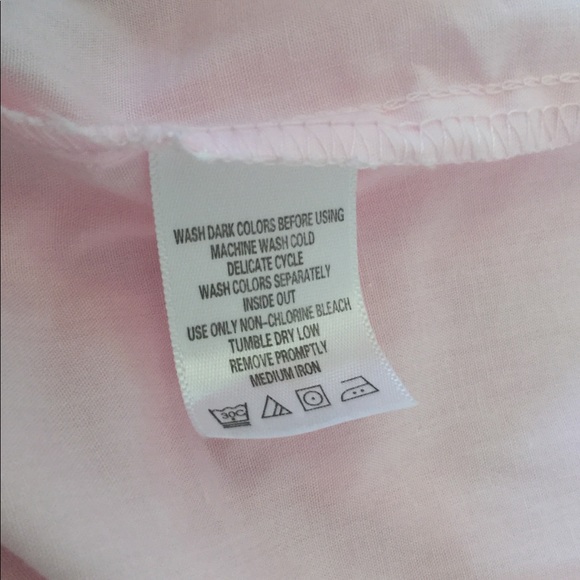 WASH DARK COLORS BEFORE USING
MACHINE WASH COLD
DELICATE CYCLE
WASH COLORS SEPARATELY
INSIDE OUT
USE ONLY NON-CHLORINE BLEACH
TUMBLE DRY LOW
REMOVE PROMPTLY
MEDIUM IRON
30C